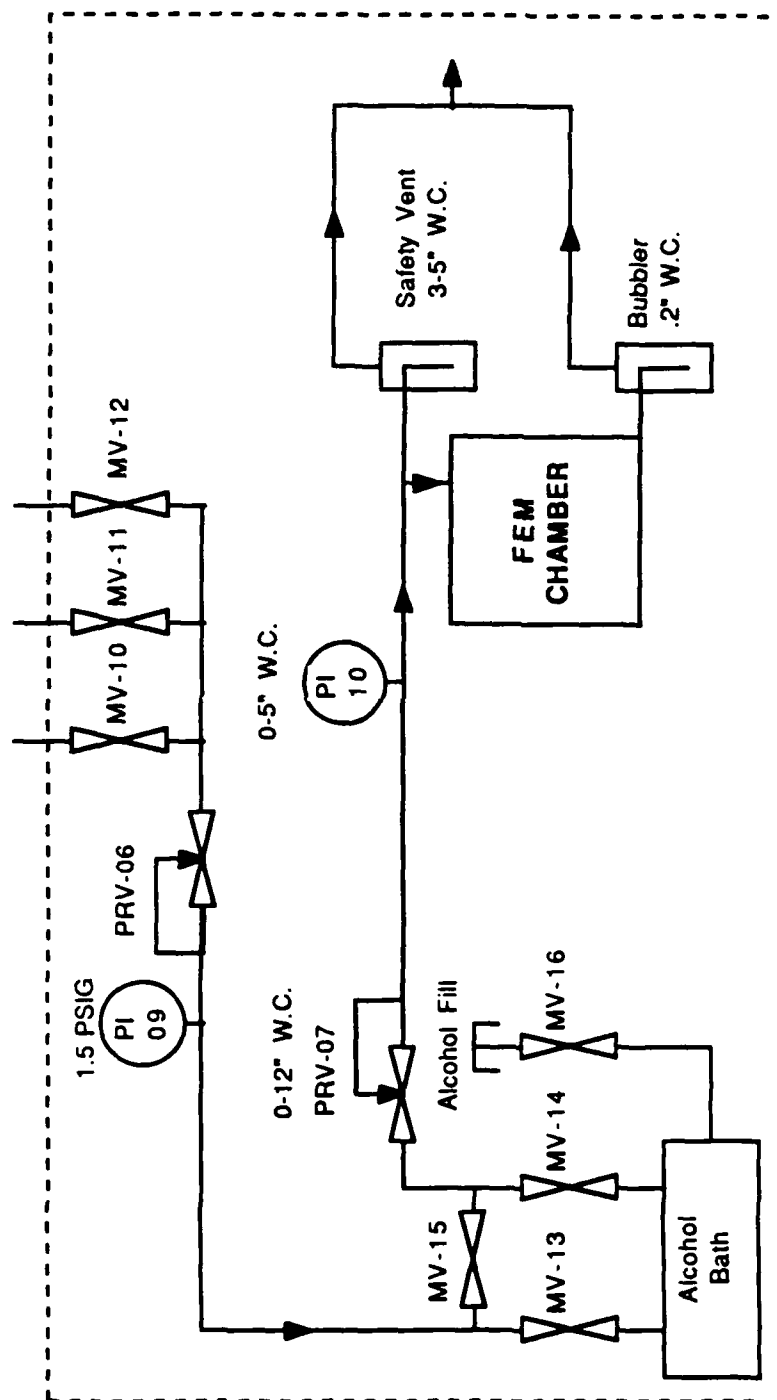 MV-12
MV-11
MV-10
PRV-06
1.5 PSIG
PI
09
Safety Vent
3-5" W.C.
Bubbler
.2" W.C.
FEM
CHAMBER
0-5" W.C.
PI
10
0-12" W.C.
PRV-07
Alcohol Fill
MV-16
MV-14
MV-15
MV-13
Alcohol
Bath